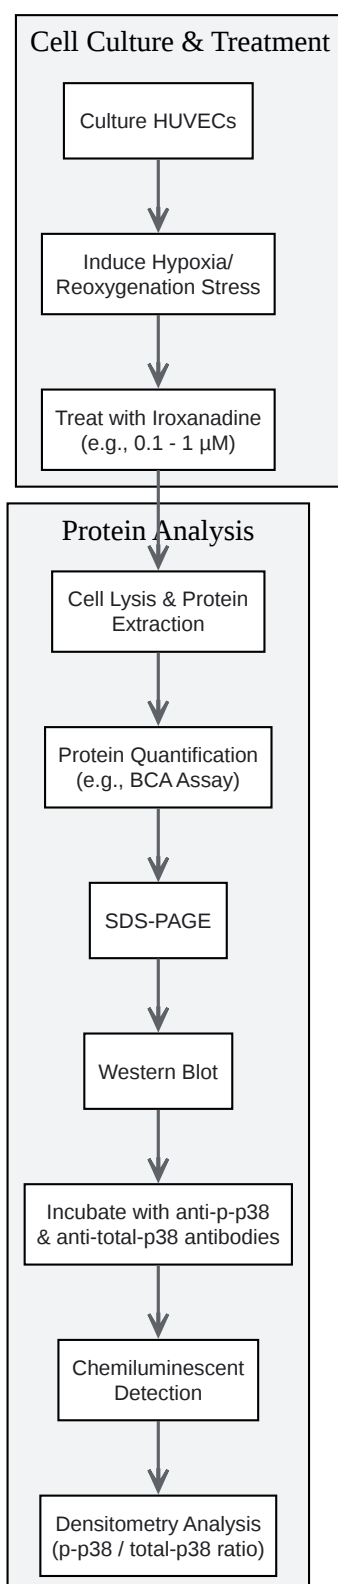 Cell Culture & Treatment
Culture HUVECs
Induce Hypoxia/
Reoxygenation Stress
Treat with Iroxanadine
(e.g., 0.1 - 1 µM)
Protein Analysis
Cell Lysis & Protein
Extraction
Protein Quantification
(e.g., BCA Assay)
SDS-PAGE
Western Blot
Incubate with anti-p-p38
& anti-total-p38 antibodies
Chemiluminescent
Detection
Densitometry Analysis
(p-p38 / total-p38 ratio)